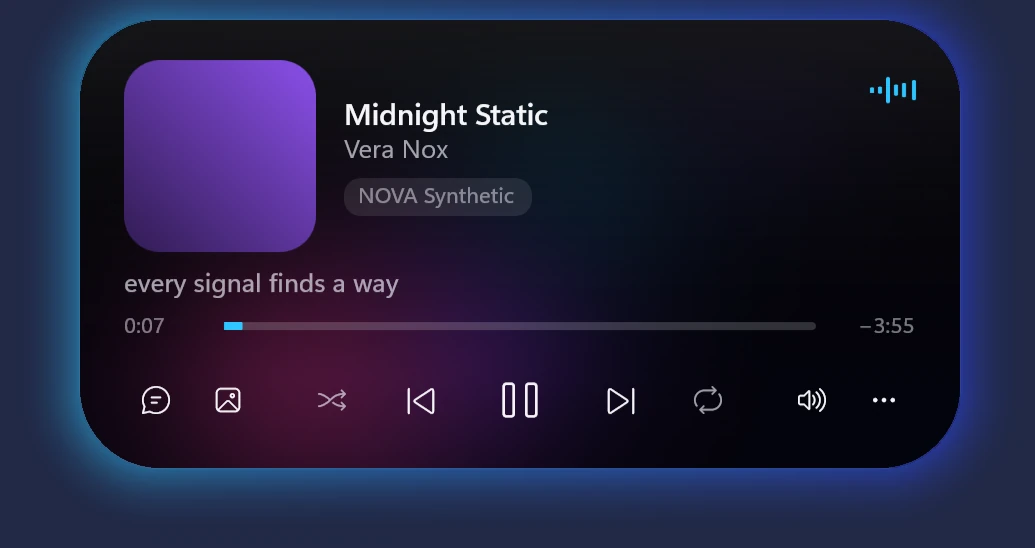 Midnight Static
Vera Nox
NOVA Synthetic
every signal finds a way
0:07
−3:55